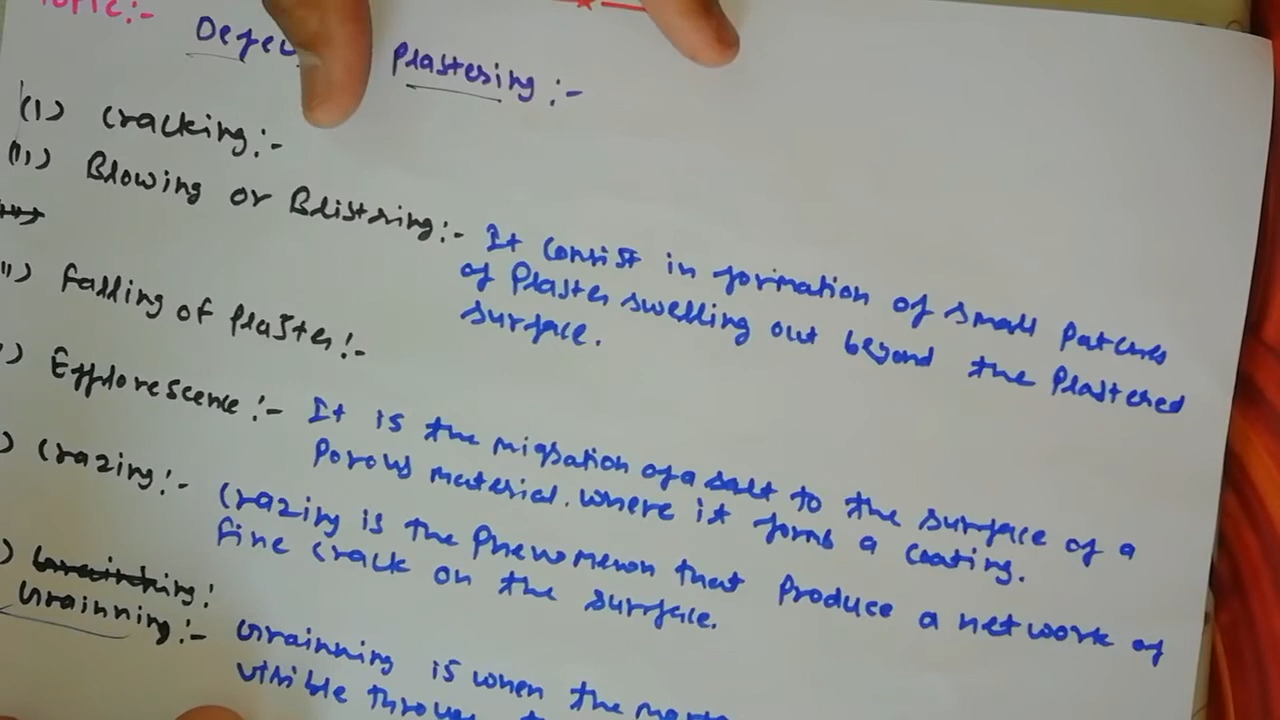 Topic:-
Defec Plastering:-
(i) Cracking:-
(ii) Blowing or Blistring:- It consist in formation of small Patches
of Plaster swelling out beyond the Plastered
surface.
Falling of Plaster:-
Efflorescence:- It is the migration of a salt to the surface of a
Porous material. where it forms a coating.
Crazing:- Crazing is the Phenomenon that Produce a network of
fine crack on the surface.
Grainning:- Grainning is when the
visible through